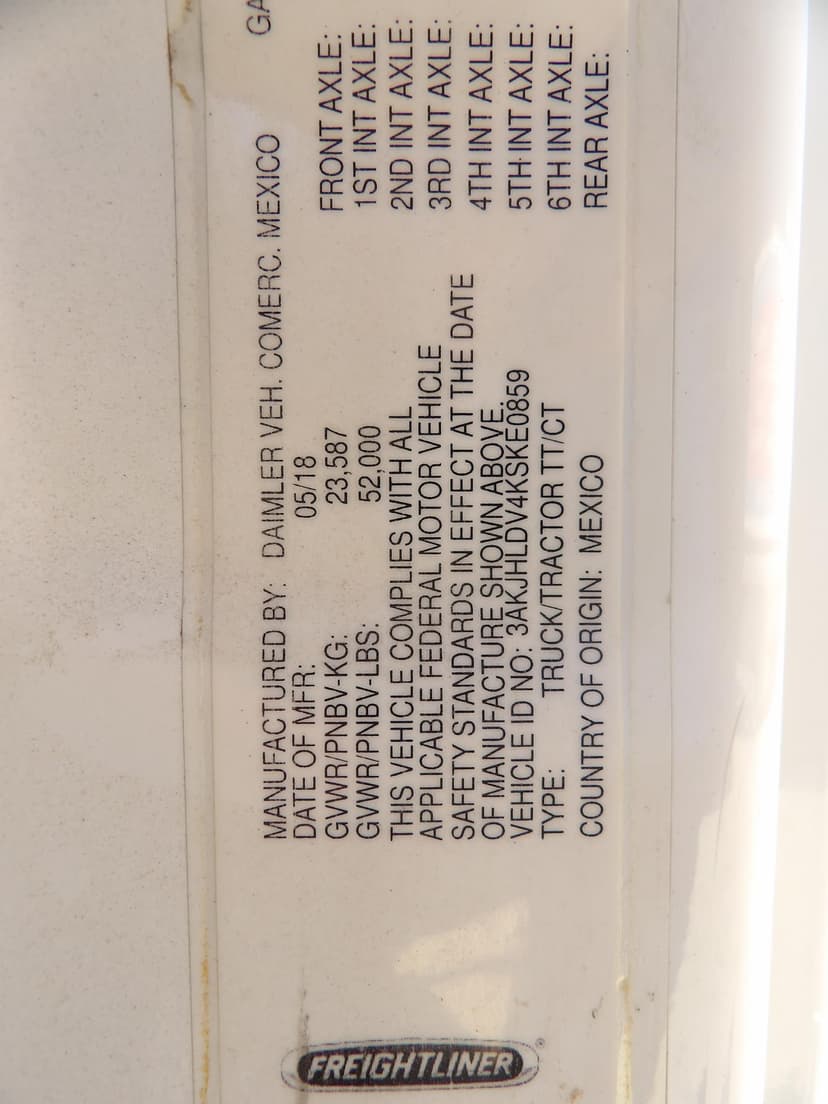 FREIGHTLINER
MANUFACTURED BY: DAIMLER VEH. COMERC. MEXICO
DATE OF MFR: 05/18
GVWR/PNBV-KG: 23,587
GVWR/PNBV-LBS: 52,000
THIS VEHICLE COMPLIES WITH ALL
APPLICABLE FEDERAL MOTOR VEHICLE
SAFETY STANDARDS IN EFFECT AT THE DATE
OF MANUFACTURE SHOWN ABOVE.
VEHICLE ID NO: 3AKJHLDV4KSKE0859
TYPE: TRUCK/TRACTOR TT/CT
COUNTRY OF ORIGIN: MEXICO
FRONT AXLE:
1ST INT AXLE:
2ND INT AXLE:
3RD INT AXLE:
4TH INT AXLE:
5TH INT AXLE:
6TH INT AXLE:
REAR AXLE: